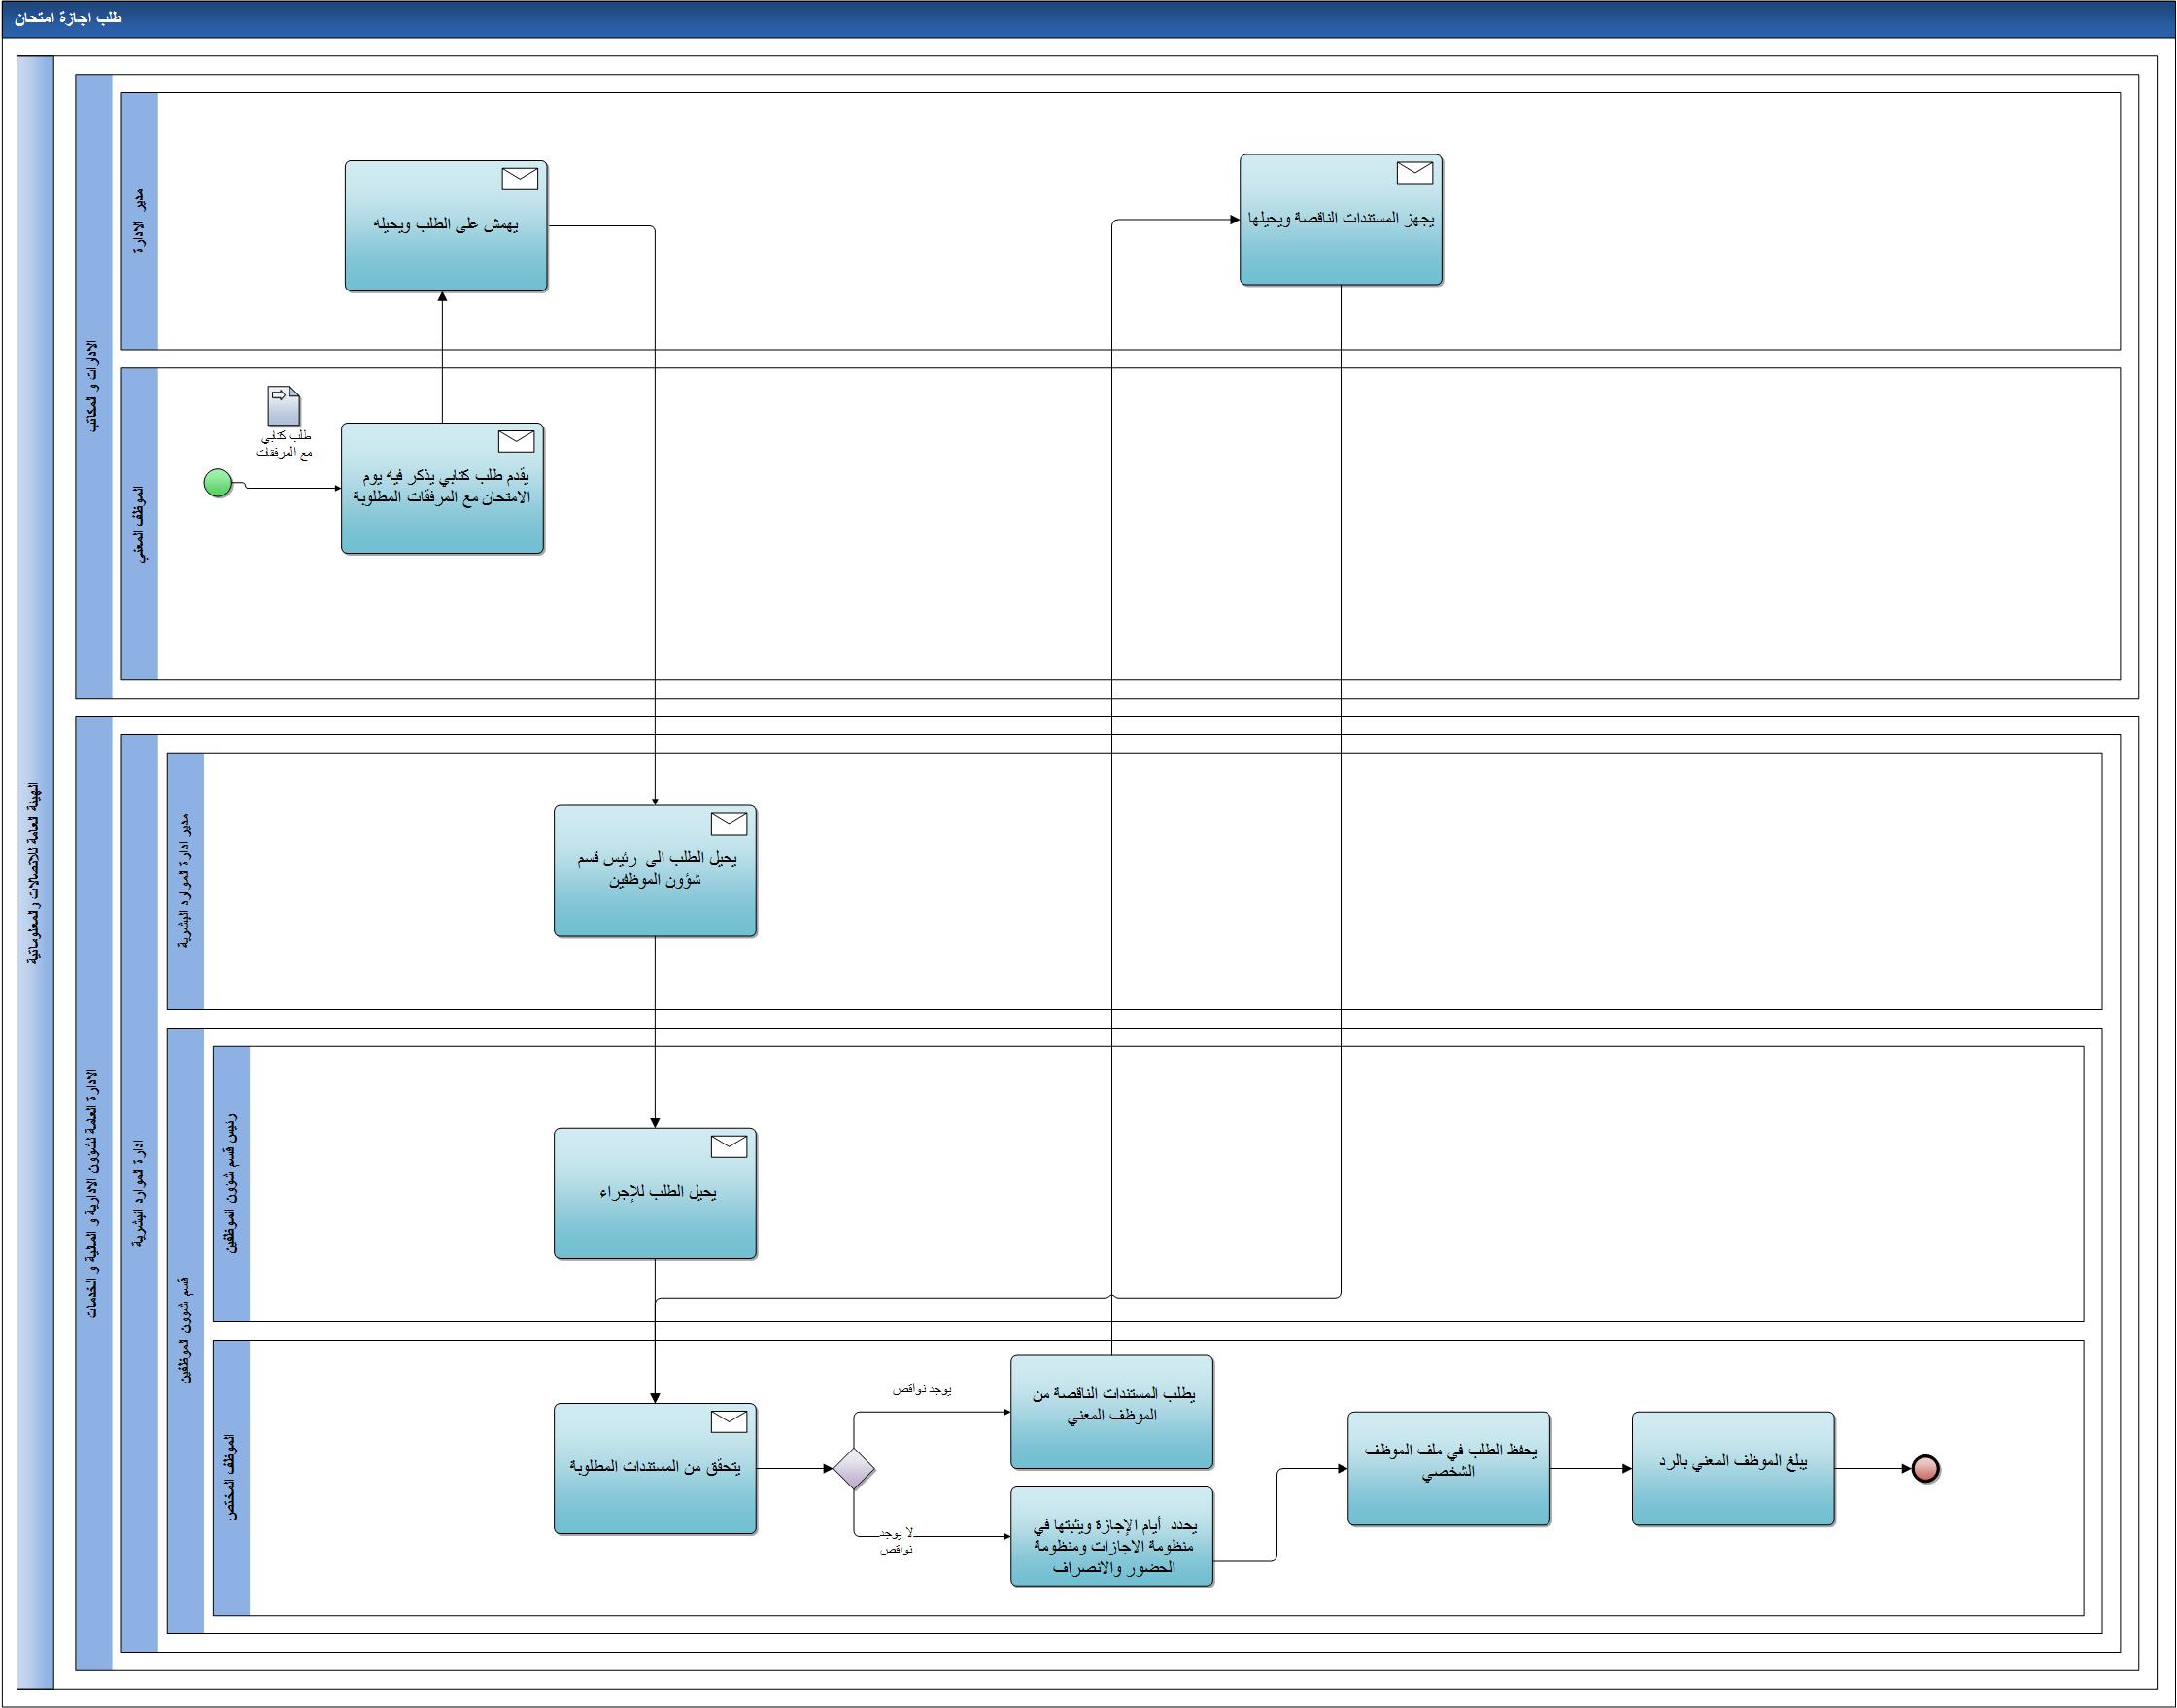 طلب اجازة امتحان
الهيئة العامة للاتصالات والمعلوماتية
الادارات و المكاتب
مدير الادارة
يهمش على الطلب ويحيله
يجهز المستندات الناقصة ويحيلها
الموظف المعني
طلب كتابي
مع المرفقات
يقدم طلب كتابي يذكر فيه يوم
الامتحان مع المرفقات المطلوبة
الادارة العامة لشؤون الادارية و المالية و الخدمات
ادارة الموارد البشرية
مدير ادارة الموارد البشرية
يحيل الطلب الى رئيس قسم
شؤون الموظفين
قسم شؤون الموظفين
رئيس قسم شؤون الموظفين
يحيل الطلب للإجراء
الموظف المختص
يتحقق من المستندات المطلوبة
يوجد نواقص
يطلب المستندات الناقصة من
الموظف المعني
لا يوجد
نواقص
يحدد أيام الإجازة ويثبتها في
منظومة الاجازات ومنظومة
الحضور والانصراف
يحفظ الطلب في ملف الموظف
الشخصي
يبلغ الموظف المعني بالرد